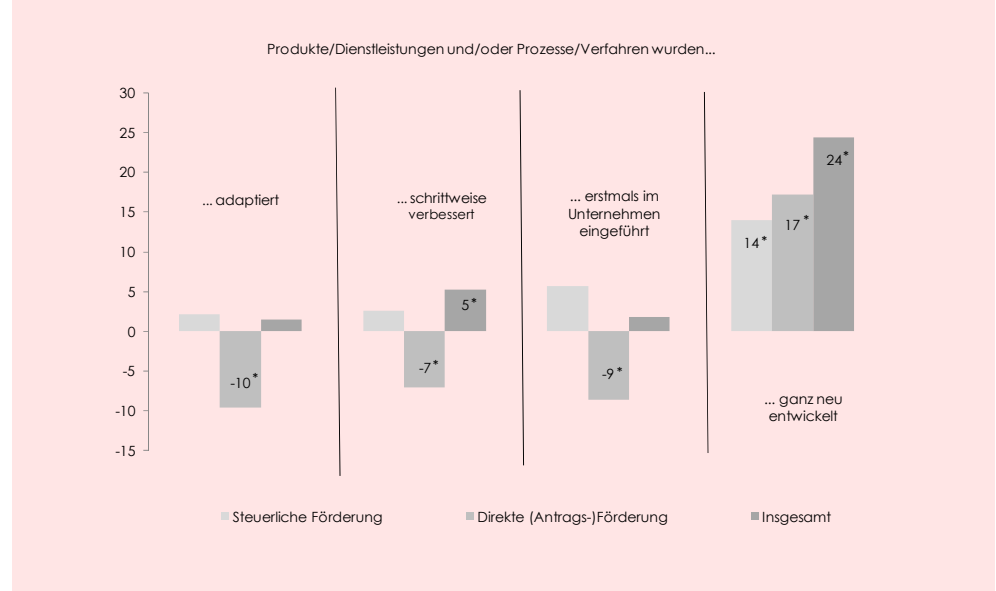 Produkte/Dienstleistungen und/oder Prozesse/Verfahren wurden...
30
25
20
15
10
5
0
-5
-10
-15
... adaptiert
... schrittweise
verbessert
... erstmals im
Unternehmen
eingeführt
... ganz neu
entwickelt
-10*
-7*
5*
-9*
14*
17*
24*
Steuerliche Förderung
Direkte (Antrags-)Förderung
Insgesamt